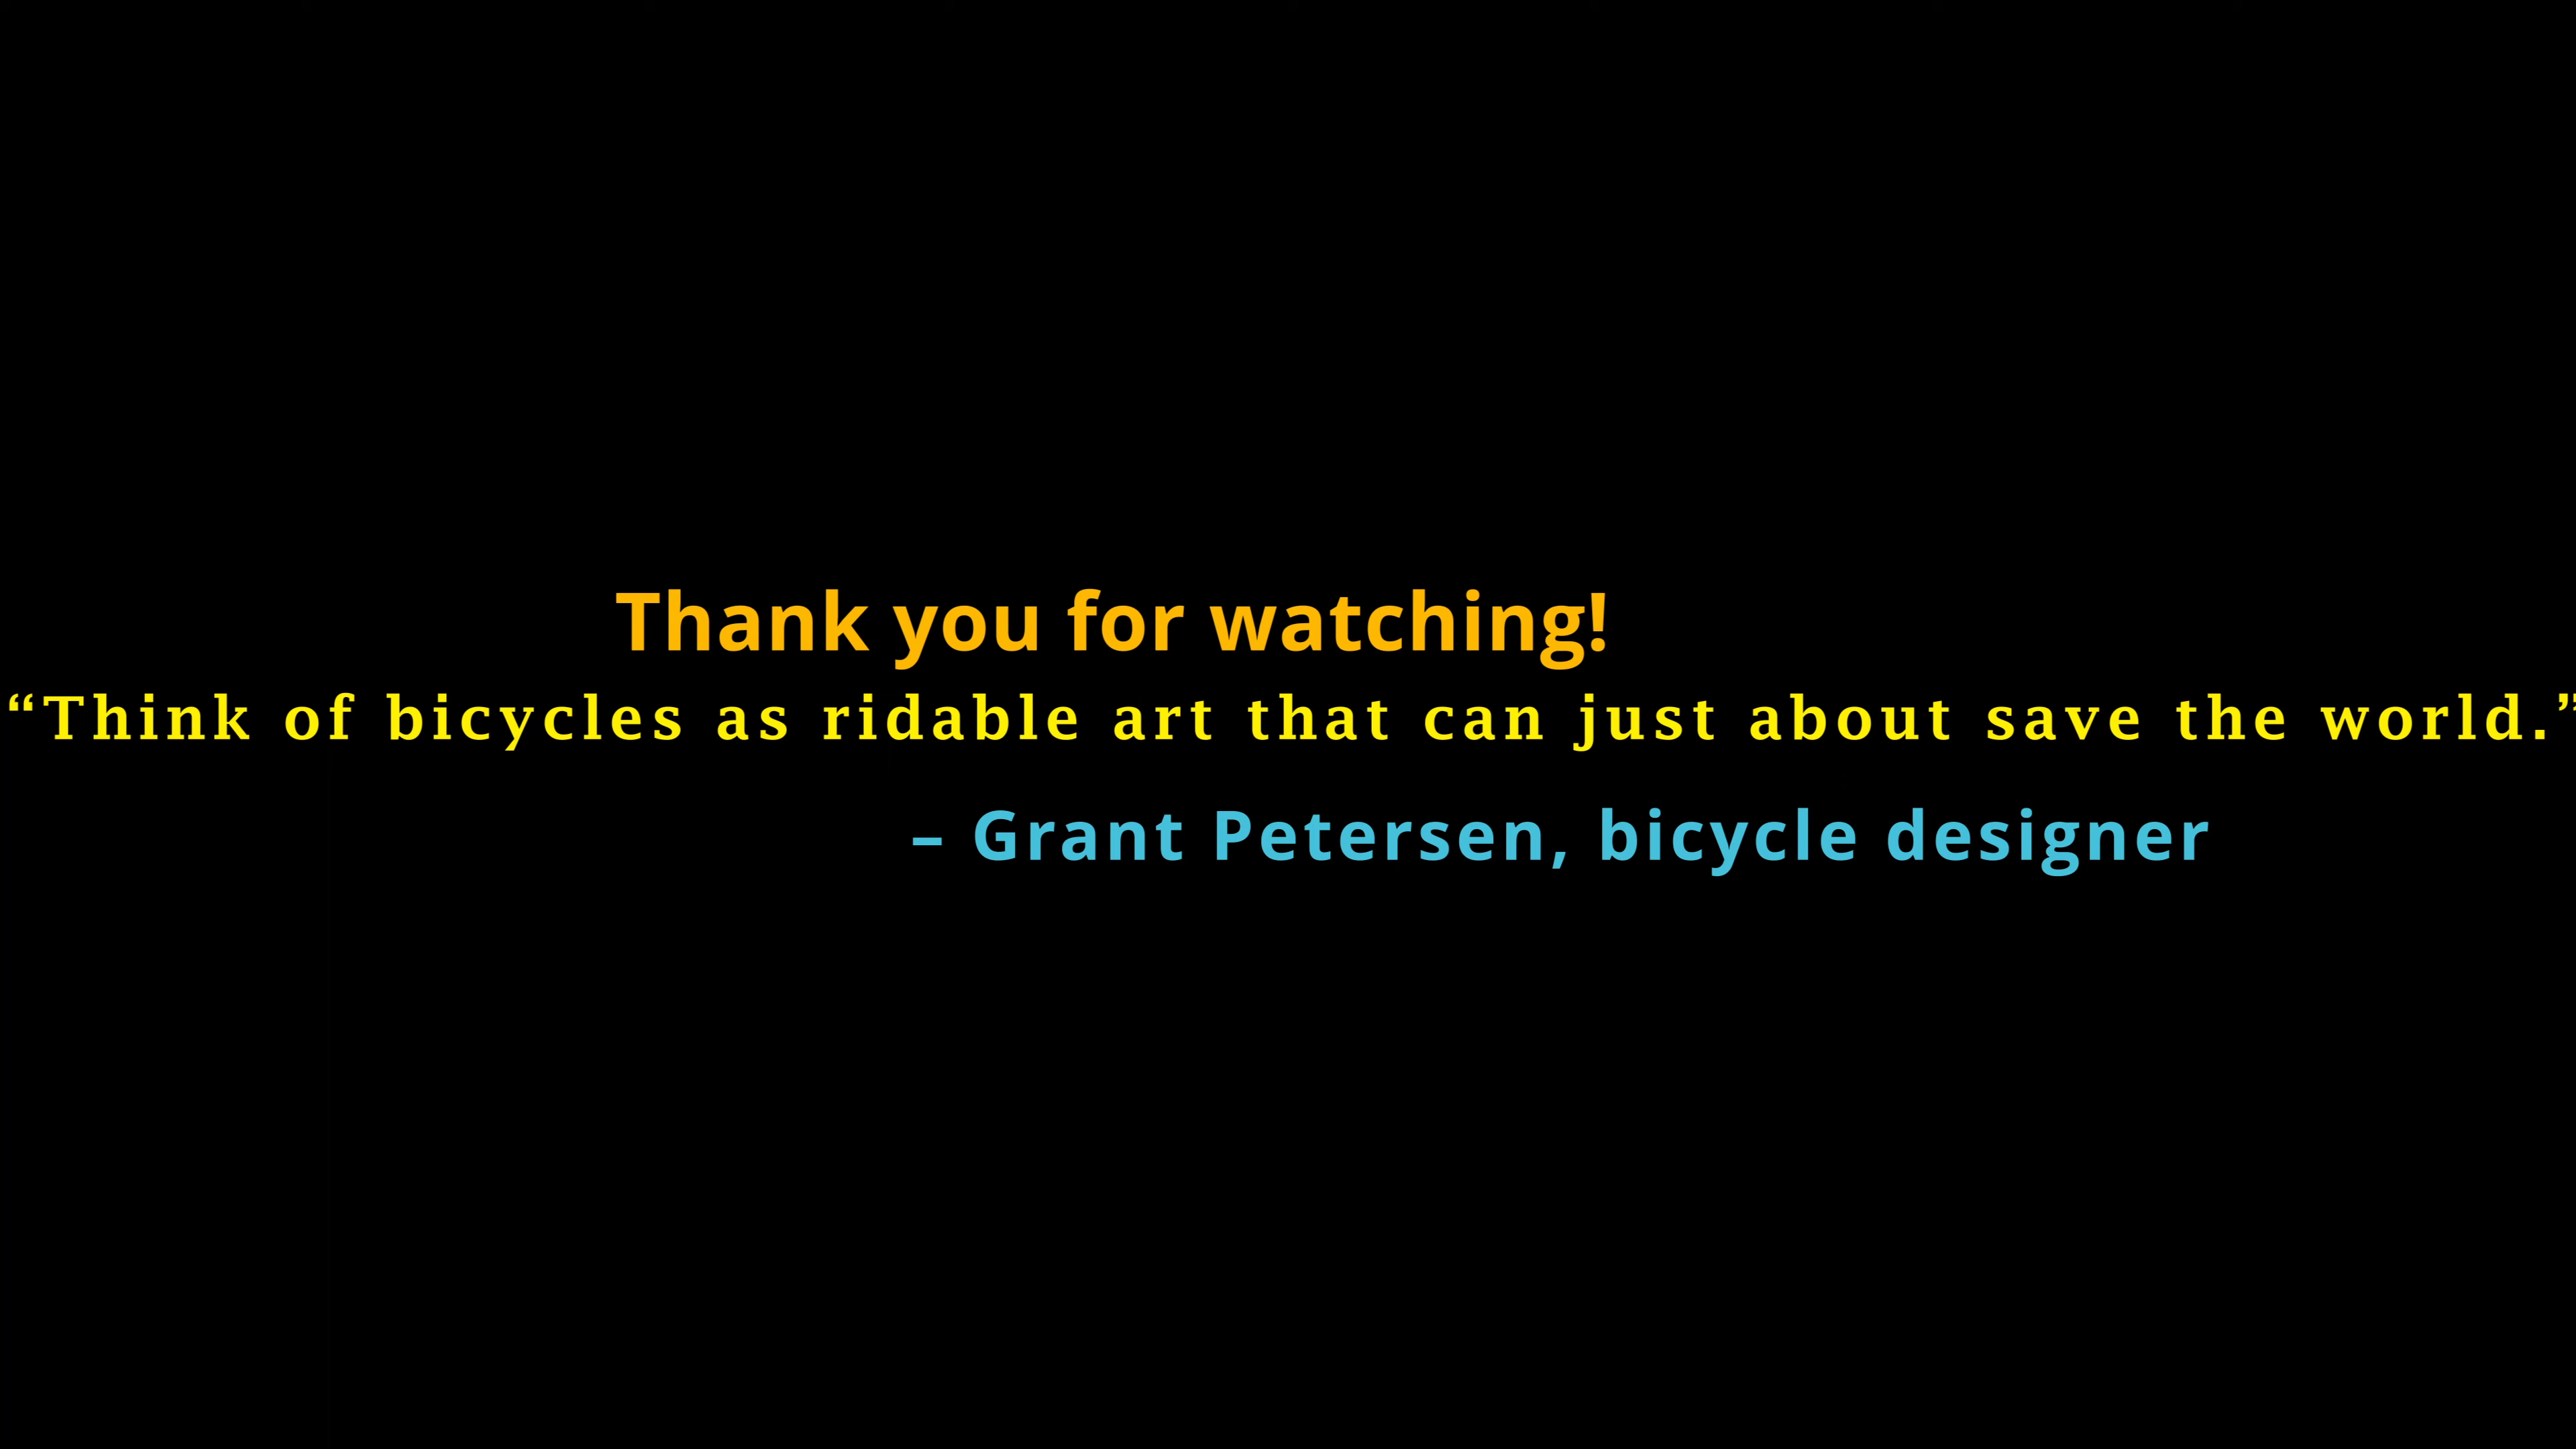 Thank you for watching!
“Think of bicycles as ridable art that can just about save the world.”
– Grant Petersen, bicycle designer